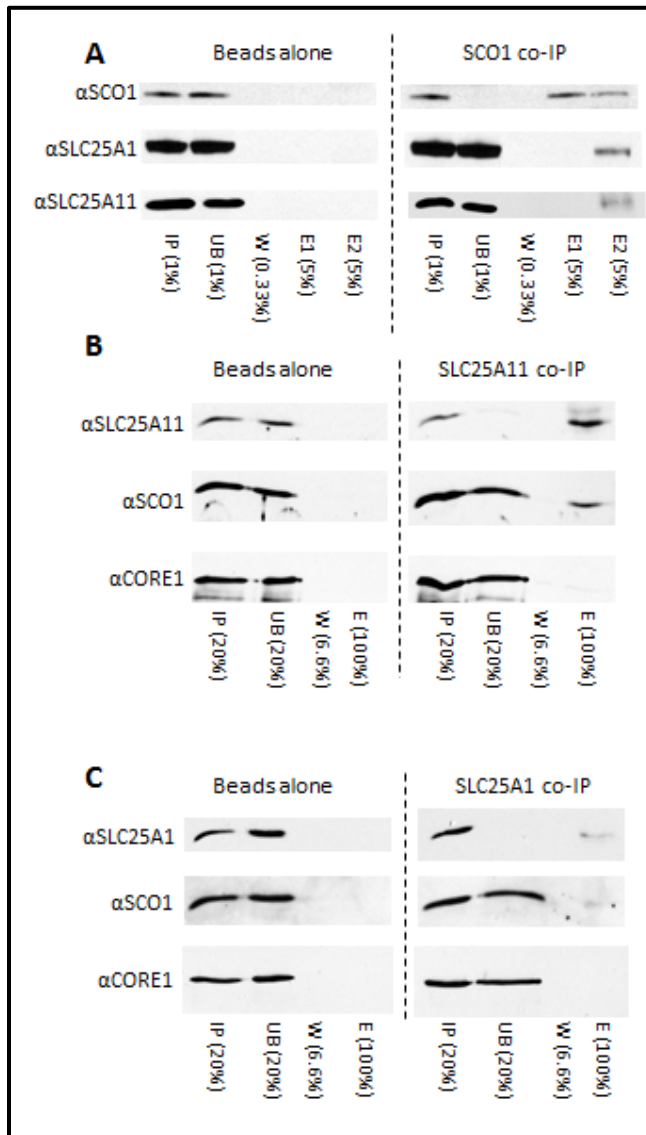 A
Beads alone
SCO1 co-IP
αSCO1
αSLC25A1
αSLC25A11
IP (1%)
UB (1%)
W (0.33%)
E1 (5%)
E2 (5%)
IP (1%)
UB (1%)
W (0.33%)
E1 (5%)
E2 (5%)
B
Beads alone
SLC25A11 co-IP
αSLC25A11
αSCO1
αCORE1
IP (20%)
UB (20%)
W (6.6%)
E (100%)
IP (20%)
UB (20%)
W (6.6%)
E (100%)
C
Beads alone
SLC25A1 co-IP
αSLC25A1
αSCO1
αCORE1
IP (20%)
UB (20%)
W (6.6%)
E (100%)
IP (20%)
UB (20%)
W (6.6%)
E (100%)